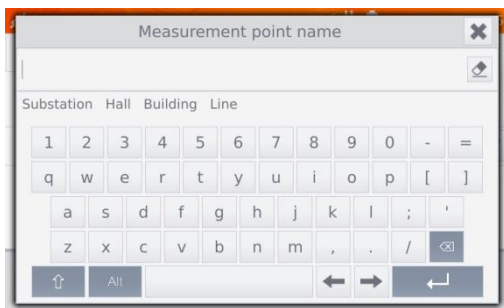 Measurement point name
Substation Hall Building Line
1 2 3 4 5 6 7 8 9 0 - =
q w e r t y u i o p [ ]
a s d f g h j k l ; '
z x c v b n m , . /
Alt